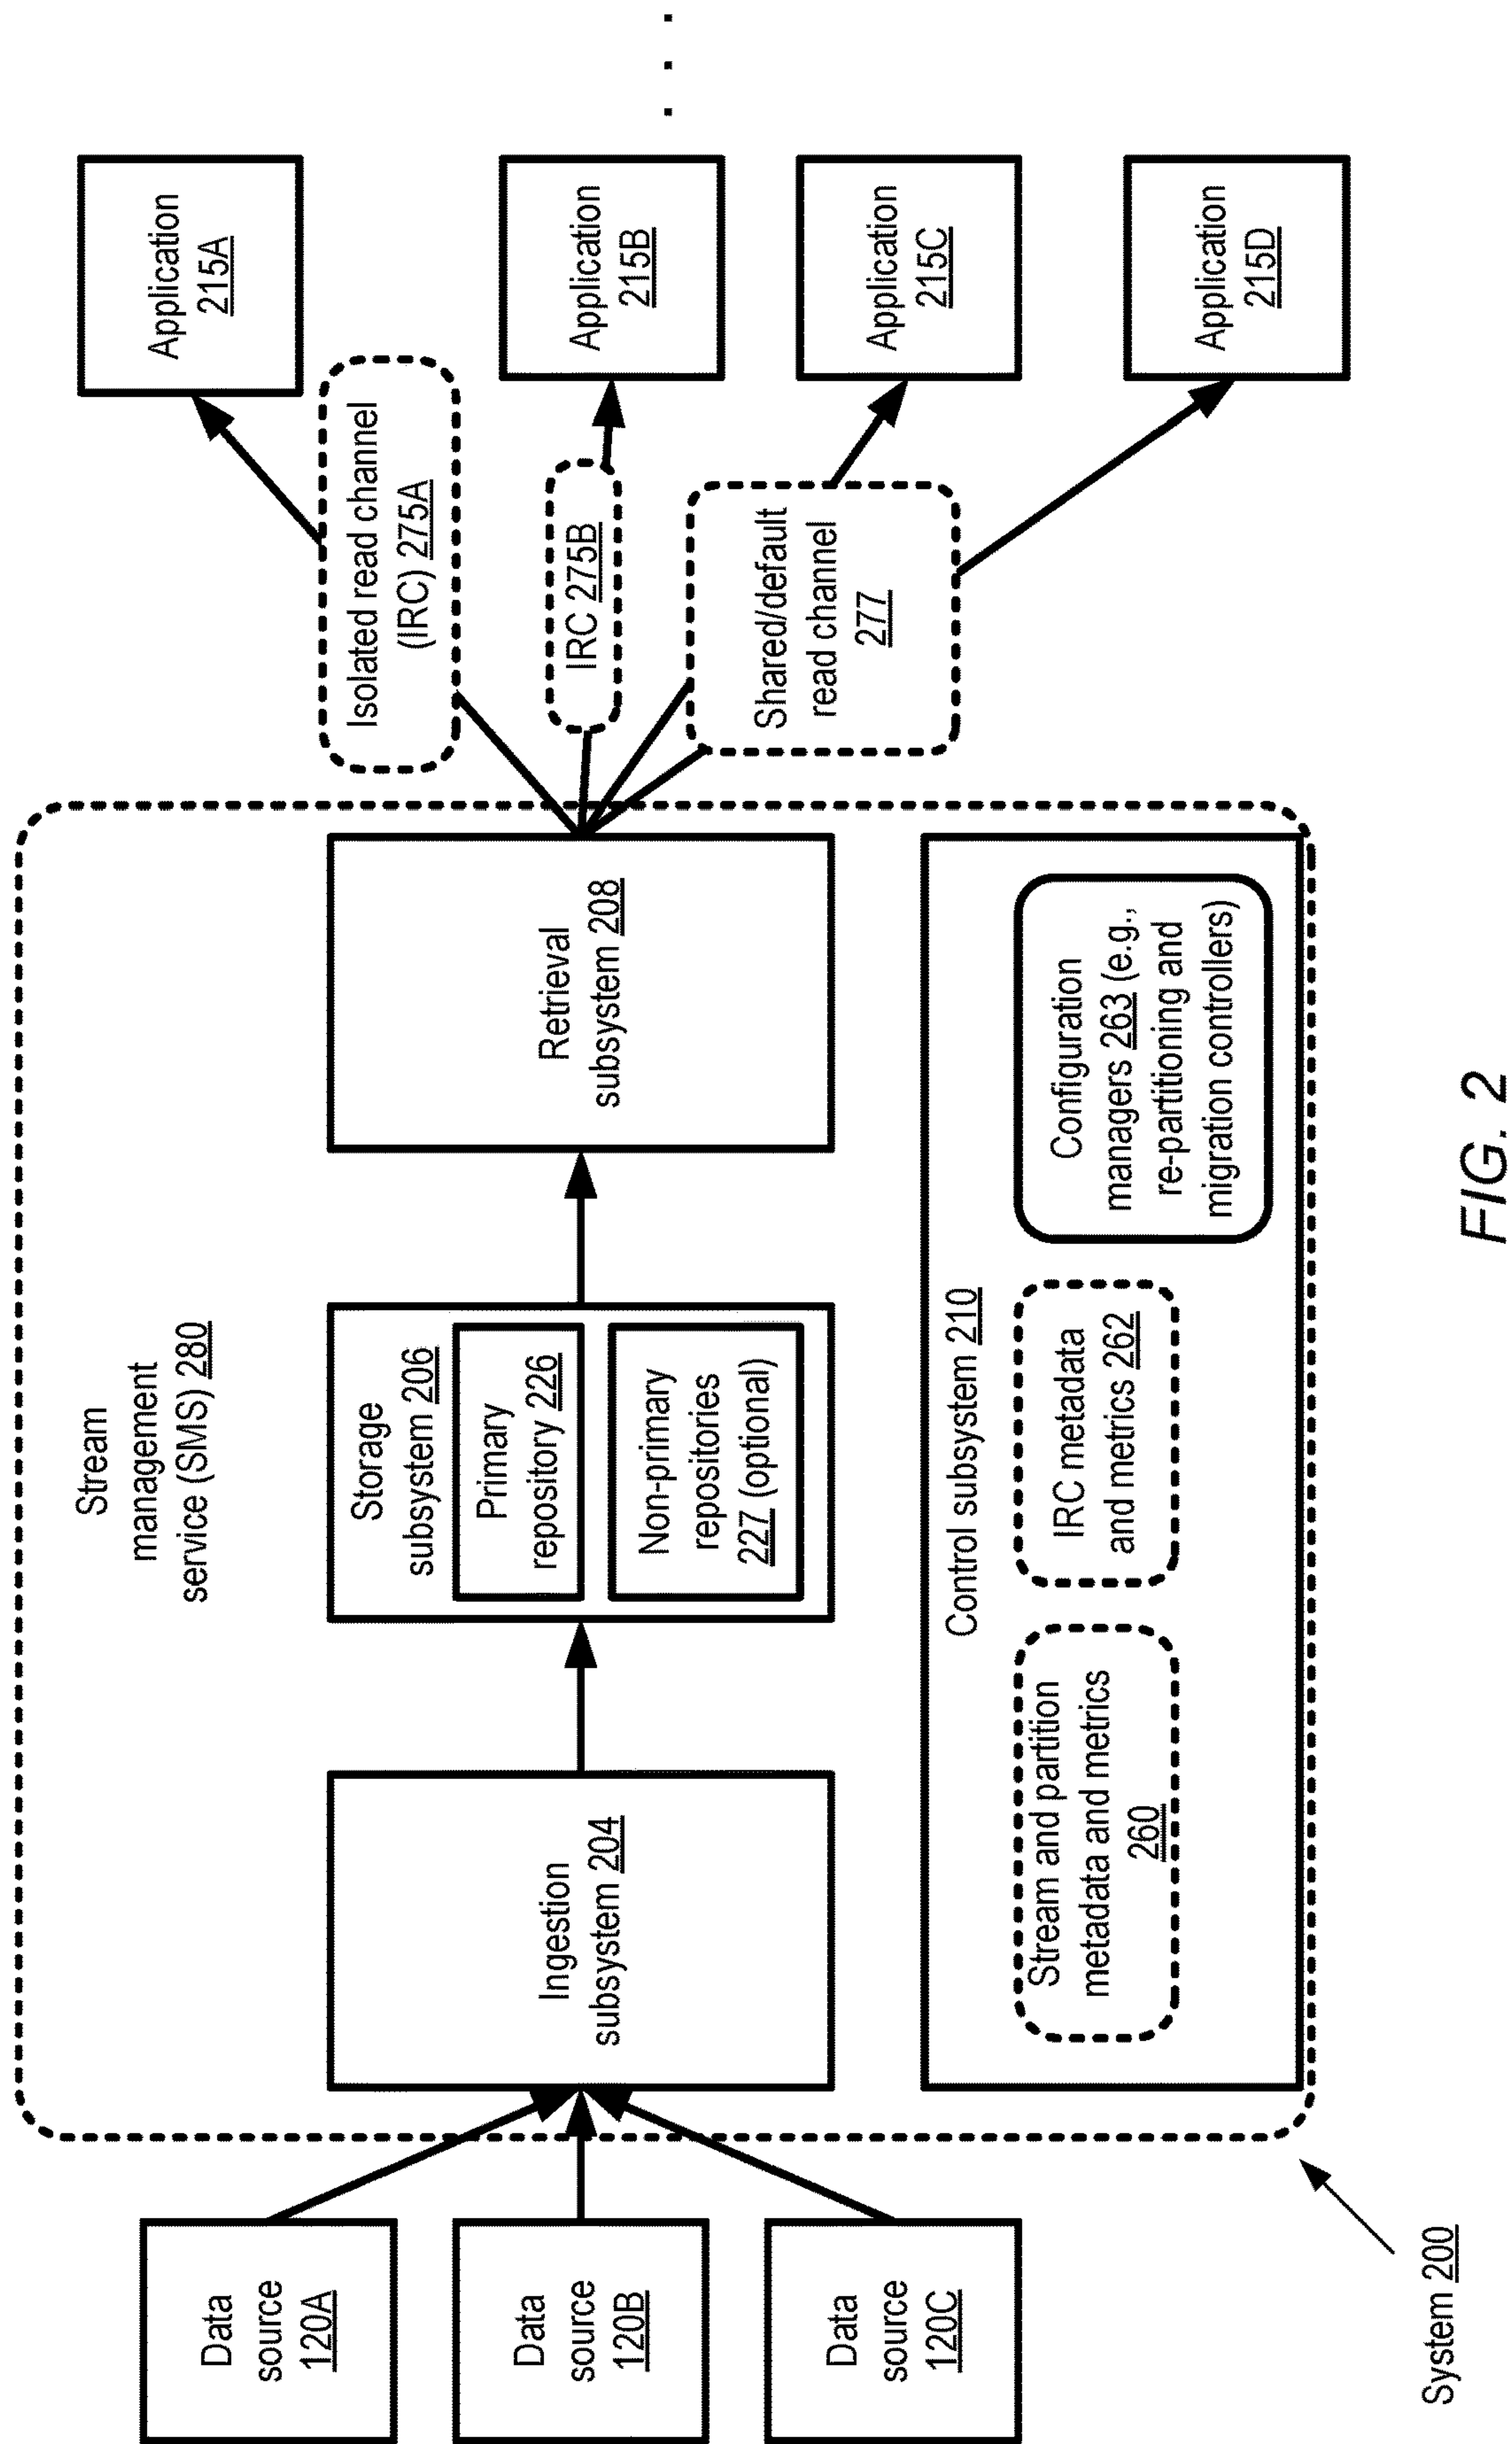 Stream
management
service (SMS) 280
Data
source
120A
Data
source
120B
Data
source
120C
Ingestion
subsystem 204
Storage
subsystem 206
Primary
repository 226
Non-primary
repositories
227 (optional)
Retrieval
subsystem 208
Isolated read channel
(IRC) 275A
IRC 275B
Shared/default
read channel
277
Application
215A
Application
215B
Application
215C
Application
215D
. . .
Control subsystem 210
Stream and partition
metadata and metrics
260
IRC metadata
and metrics 262
Configuration
managers 263 (e.g.,
re-partitioning and
migration controllers)
System 200
FIG. 2